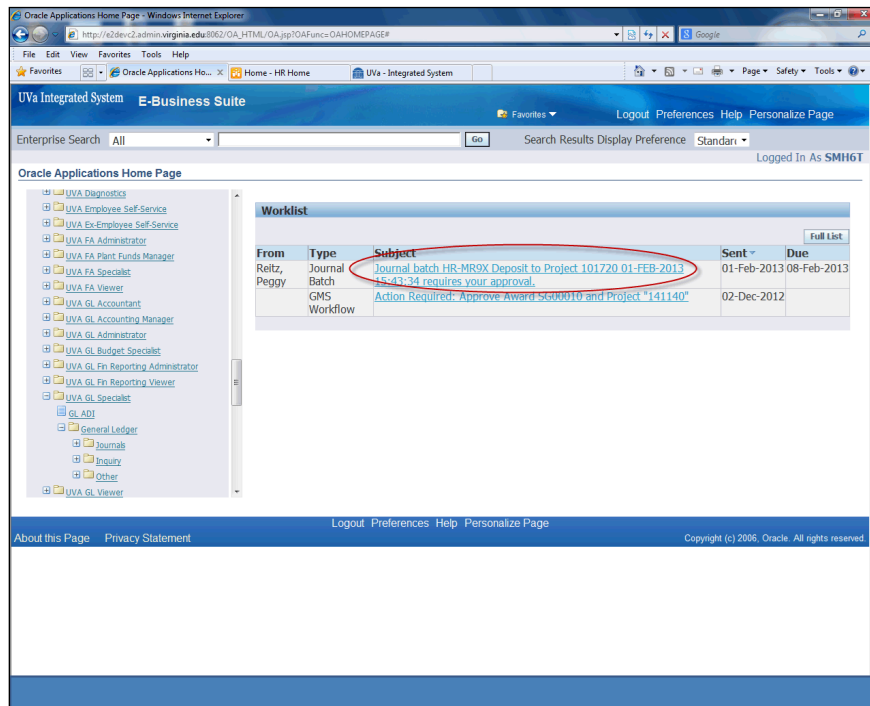 Oracle Applications Home Page - Windows Internet Explorer
http://e2devc2.admin.virginia.edu:8062/OA_HTML/OA.jsp?OAFunc=OAHOMEPAGE#
Google
File Edit View Favorites Tools Help
Favorites Oracle Applications Ho... Home - HR Home UVa - Integrated System Page Safety Tools
UVa Integrated System E-Business Suite
Favorites Logout Preferences Help Personalize Page
Enterprise Search All Go Search Results Display Preference Standar
Logged In As SMH6T
Oracle Applications Home Page
UVA Diagnostics
UVA Employee Self-Service
UVA Ex-Employee Self-Service
UVA FA Administrator
UVA FA Plant Funds Manager
UVA FA Specialist
UVA FA Viewer
UVA GL Accountant
UVA GL Accounting Manager
UVA GL Administrator
UVA GL Budget Specialist
UVA GL Fin Reporting Administrator
UVA GL Fin Reporting Viewer
UVA GL Specialist
GL ADI
General Ledger
Journals
Inquiry
Other
UVA GL Viewer
Worklist
Full List
From Type Subject Sent Due
Reitz, Journal Journal batch HR-MR9X Deposit to Project 101720 01-FEB-2013 01-Feb-2013 08-Feb-2013
Peggy Batch 15:43:34 requires your approval.
GMS Action Required: Approve Award SG00010 and Project "141140" 02-Dec-2012
Workflow
Logout Preferences Help Personalize Page
About this Page Privacy Statement Copyright (c) 2006, Oracle. All rights reserved.